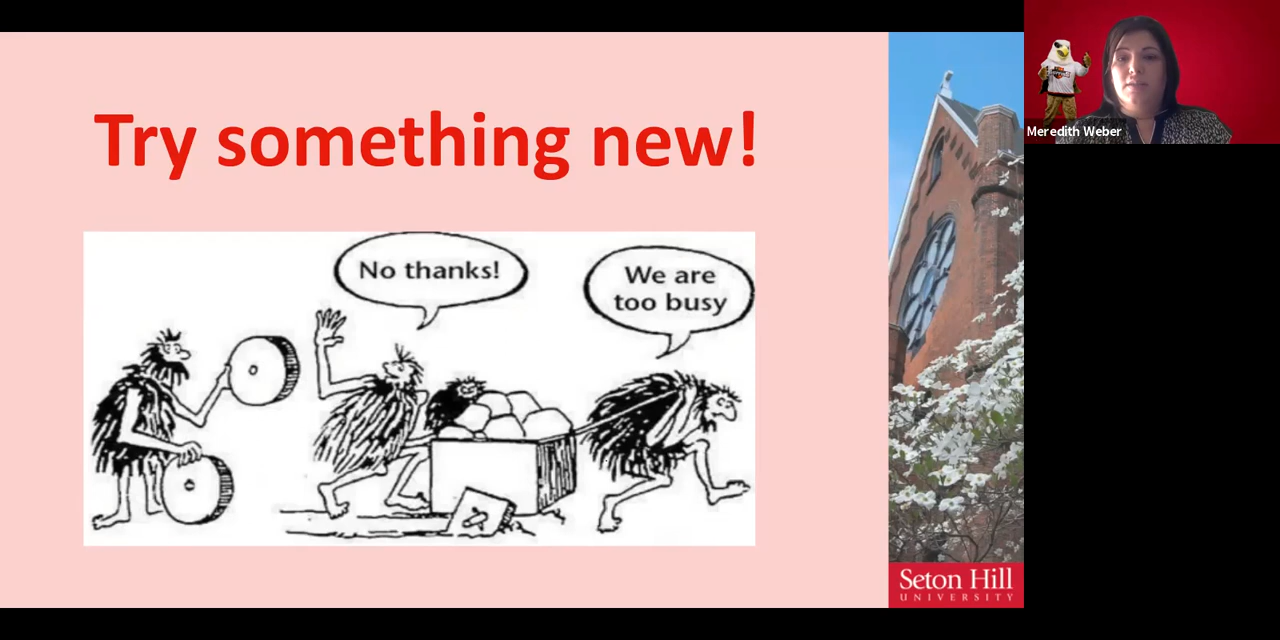 Try something new!
No thanks!
We are
too busy
Seton Hill
UNIVERSITY
Meredith Weber